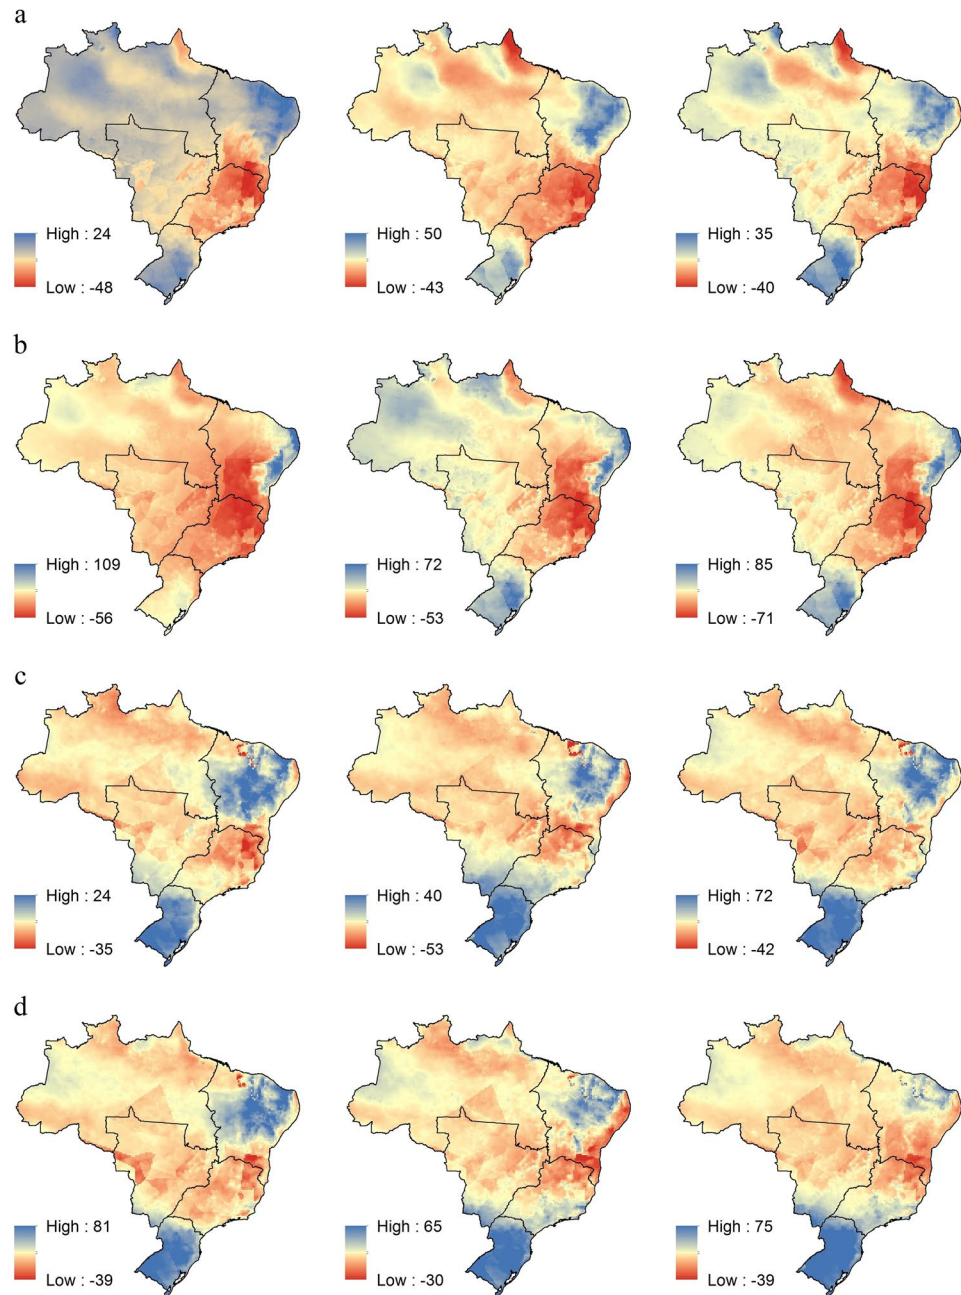 a
High : 24
Low : -48
High : 50
Low : -43
High : 35
Low : -40
b
High : 109
Low : -56
High : 72
Low : -53
High : 85
Low : -71
c
High : 24
Low : -35
High : 40
Low : -53
High : 72
Low : -42
d
High : 81
Low : -39
High : 65
Low : -30
High : 75
Low : -39